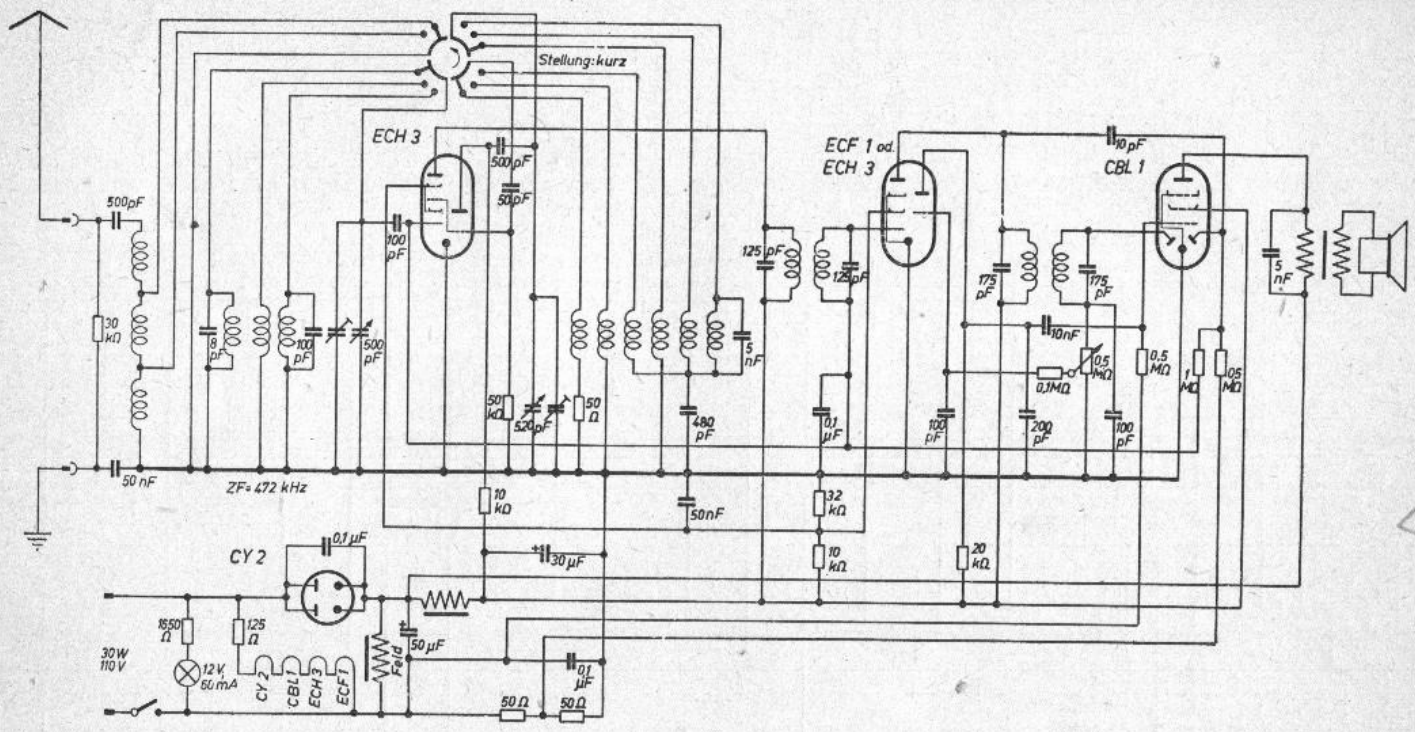 Stellung: kurz
ECH 3
500 pF
50 pF
ECF 1 od.
ECH 3
10 pF
CBL 1
500 pF
100
pF
125 pF
125 pF
175
pF
175
pF
5
nF
30
kΩ
8
pF
100
pF
500
pF
5
nF
10 nF
0,5
MΩ
0,1 MΩ
0,5
MΩ
1
MΩ
0,5
MΩ
50
kΩ
520 pF
50
Ω
480
pF
0,1
µF
100
pF
200
pF
100
pF
50 nF
ZF = 472 kHz
10
kΩ
50 nF
32
kΩ
CY 2
0,1 µF
30 µF
10
kΩ
20
kΩ
1650
Ω
125
Ω
30 W
110 V
12 V,
60 mA
CY 2
CBL 1
ECH 3
ECF 1
Feld
50 µF
0,1
µF
50 Ω
50 Ω